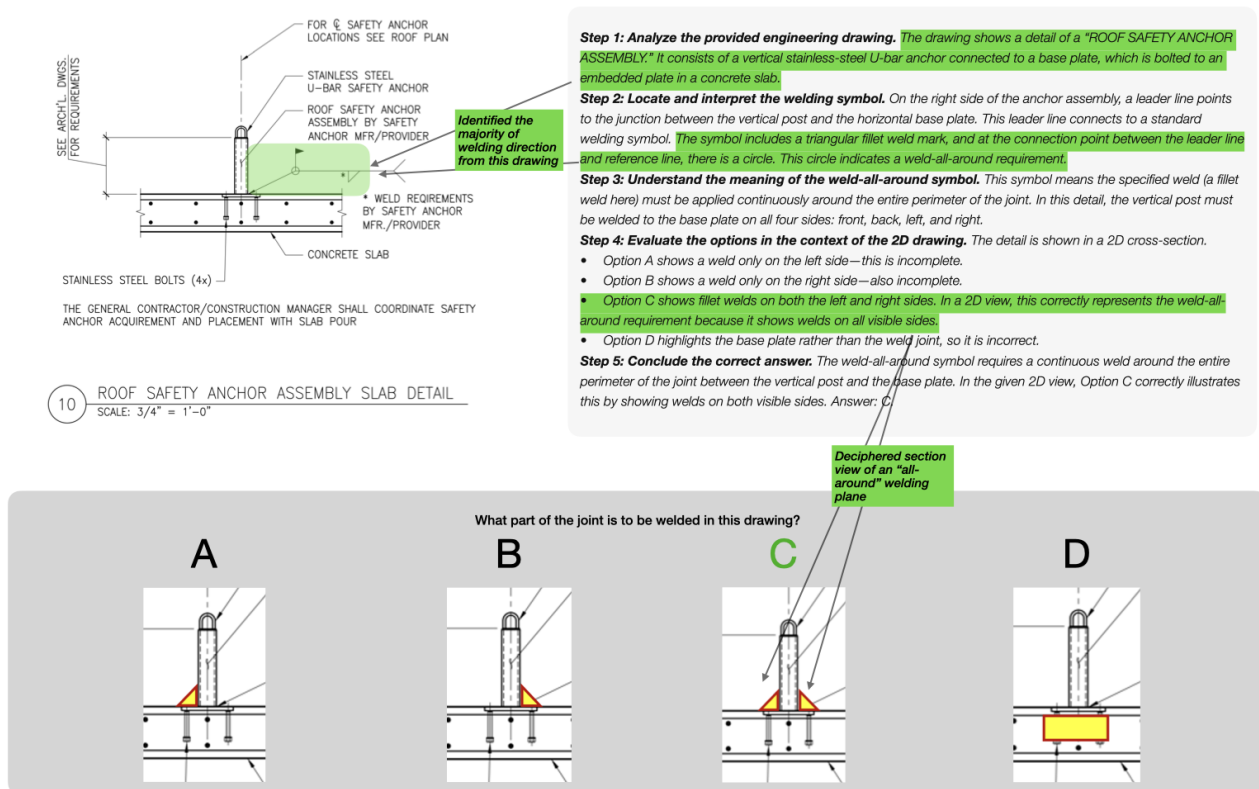 FOR ℄ SAFETY ANCHOR
LOCATIONS SEE ROOF PLAN
SEE ARCH'L. DWGS.
FOR REQUIREMENTS
STAINLESS STEEL
U-BAR SAFETY ANCHOR
ROOF SAFETY ANCHOR
ASSEMBLY BY SAFETY
ANCHOR MFR/PROVIDER
*
* WELD REQIREMENTS
BY SAFETY ANCHOR
MFR./PROVIDER
CONCRETE SLAB
STAINLESS STEEL BOLTS (4x)
THE GENERAL CONTRACTOR/CONSTRUCTION MANAGER SHALL COORDINATE SAFETY
ANCHOR ACQUIREMENT AND PLACEMENT WITH SLAB POUR
10 ROOF SAFETY ANCHOR ASSEMBLY SLAB DETAIL
SCALE: 3/4" = 1'-0"
Identified the
majority of
welding direction
from this drawing
Step 1: Analyze the provided engineering drawing. The drawing shows a detail of a “ROOF SAFETY ANCHOR
ASSEMBLY.” It consists of a vertical stainless-steel U-bar anchor connected to a base plate, which is bolted to an
embedded plate in a concrete slab.
Step 2: Locate and interpret the welding symbol. On the right side of the anchor assembly, a leader line points
to the junction between the vertical post and the horizontal base plate. This leader line connects to a standard
welding symbol. The symbol includes a triangular fillet weld mark, and at the connection point between the leader line
and reference line, there is a circle. This circle indicates a weld-all-around requirement.
Step 3: Understand the meaning of the weld-all-around symbol. This symbol means the specified weld (a fillet
weld here) must be applied continuously around the entire perimeter of the joint. In this detail, the vertical post must
be welded to the base plate on all four sides: front, back, left, and right.
Step 4: Evaluate the options in the context of the 2D drawing. The detail is shown in a 2D cross-section.
• Option A shows a weld only on the left side—this is incomplete.
• Option B shows a weld only on the right side—also incomplete.
• Option C shows fillet welds on both the left and right sides. In a 2D view, this correctly represents the weld-all-
around requirement because it shows welds on all visible sides.
• Option D highlights the base plate rather than the weld joint, so it is incorrect.
Step 5: Conclude the correct answer. The weld-all-around symbol requires a continuous weld around the entire
perimeter of the joint between the vertical post and the base plate. In the given 2D view, Option C correctly illustrates
this by showing welds on both visible sides. Answer: C.
Deciphered section
view of an “all-
around” welding
plane
What part of the joint is to be welded in this drawing?
A B C D